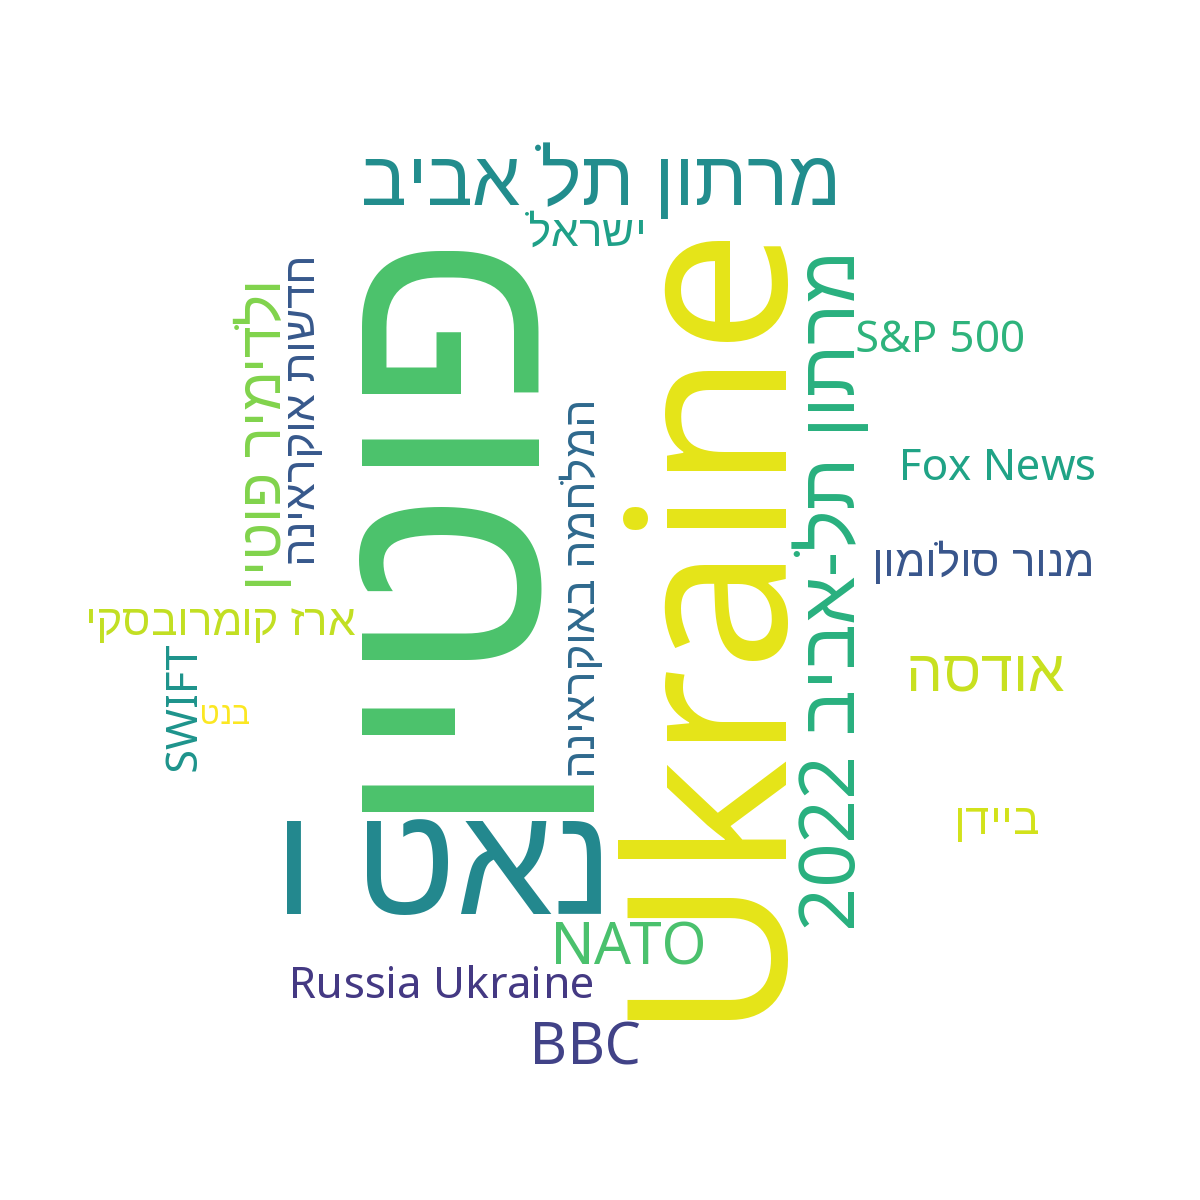 מרתון תל אביב
ישראל
פוטין
Ukraine
מרתון תל-אביב 2022
ולדימיר פוטין
חדשות אוקראינה
המלחמה באוקראינה
S&P 500
Fox News
מנור סולומון
ארז קומרובסקי
אודסה
SWIFT
בנט
ביידן
נאט ו
NATO
Russia Ukraine
BBC